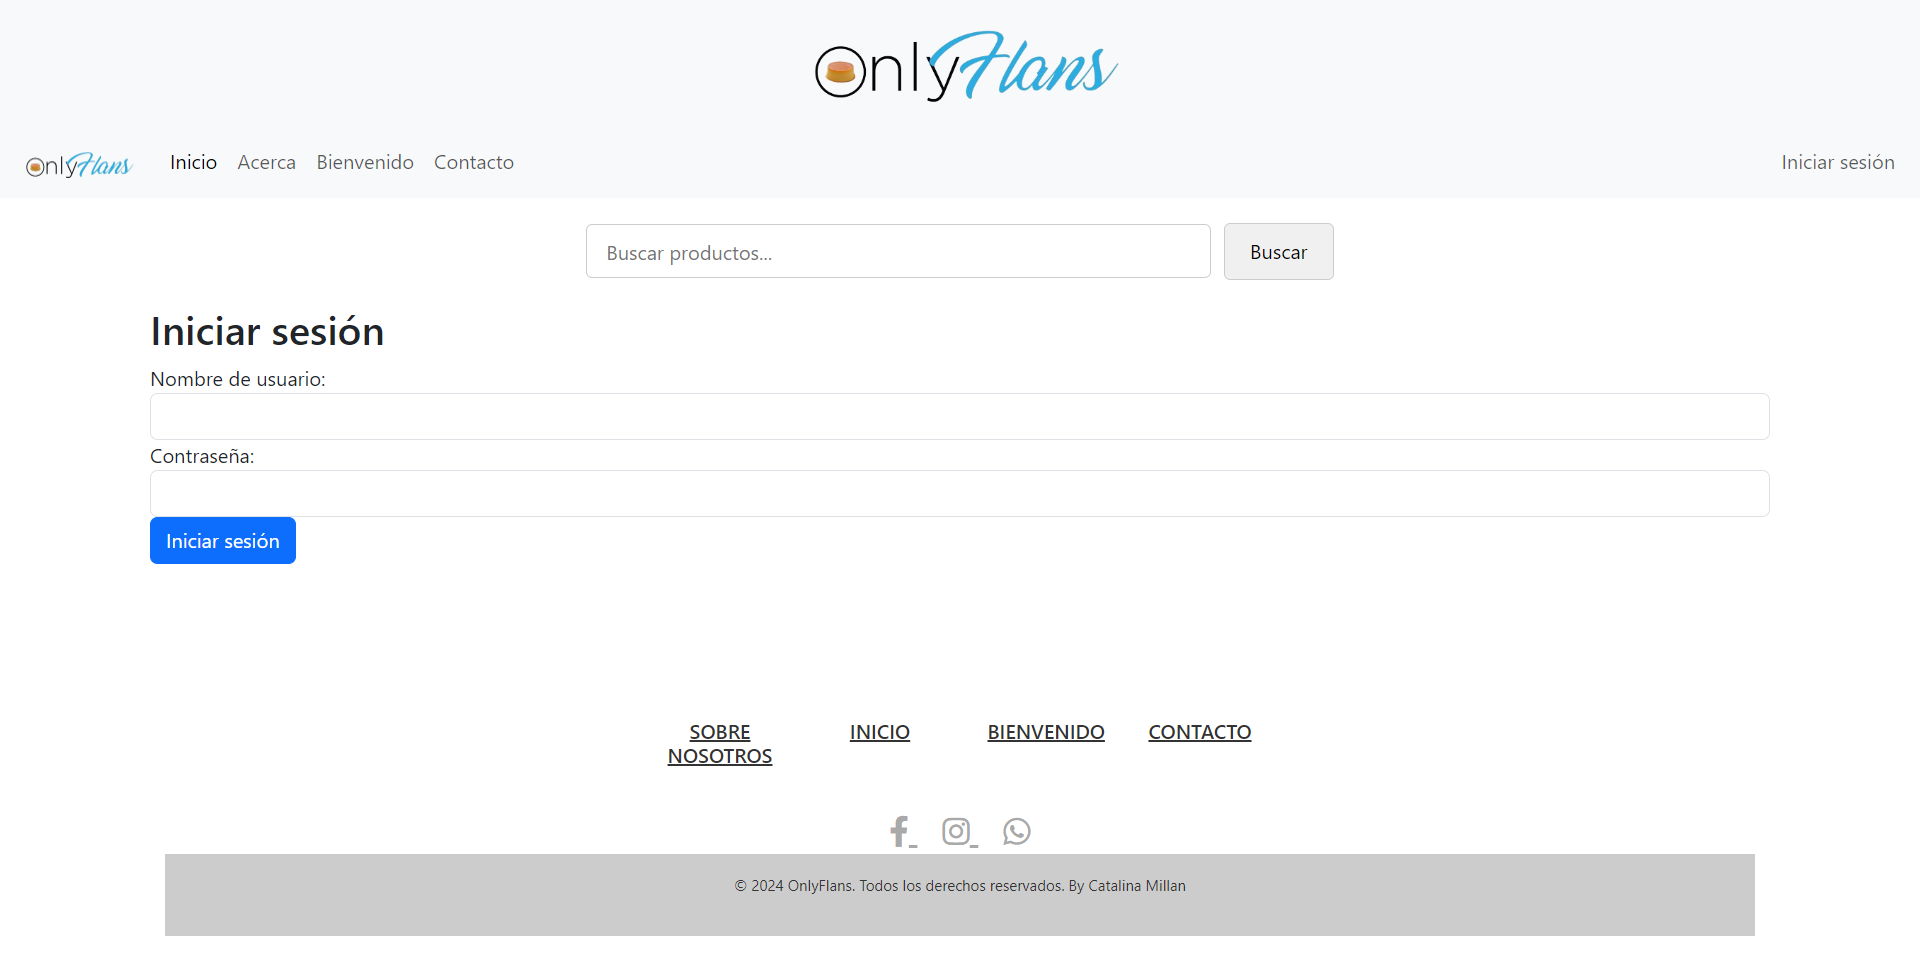 OnlyFlans
OnlyFlans Inicio Acerca Bienvenido Contacto Iniciar sesión
Buscar productos... Buscar
Iniciar sesión
Nombre de usuario:
Contraseña:
Iniciar sesión
SOBRE NOSOTROS INICIO BIENVENIDO CONTACTO
© 2024 OnlyFlans. Todos los derechos reservados. By Catalina Millan